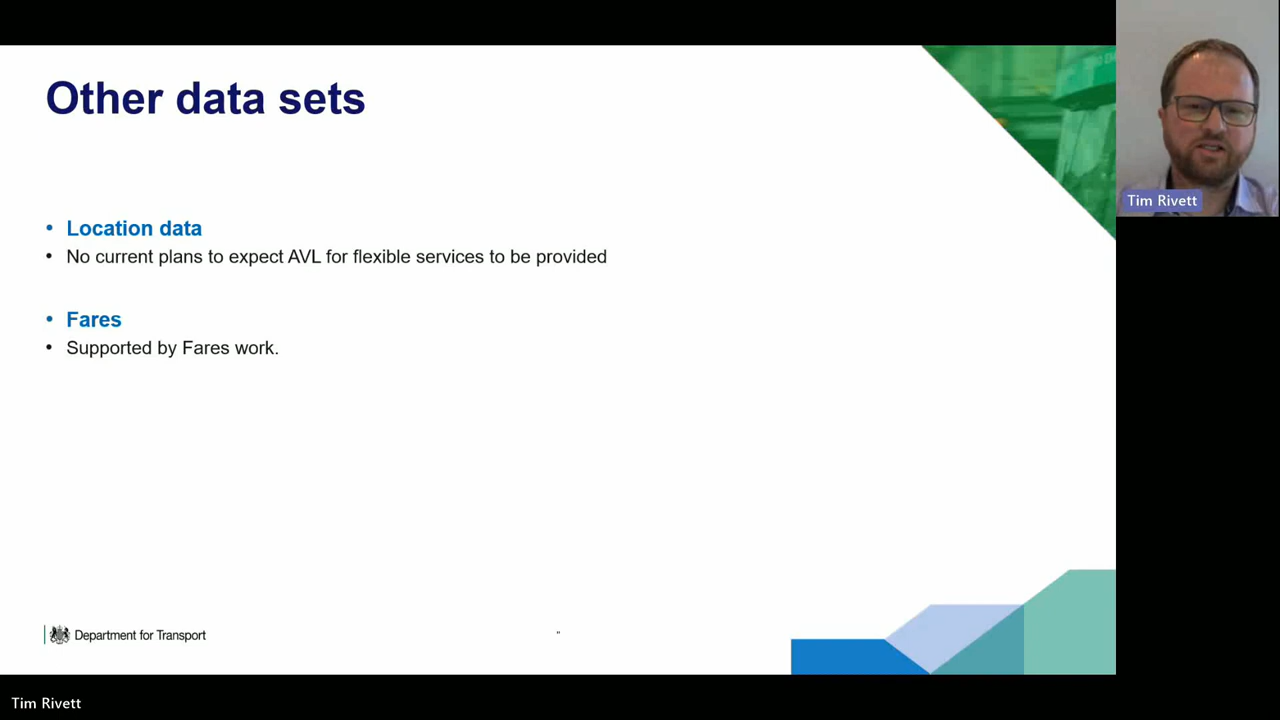 Other data sets
• Location data
• No current plans to expect AVL for flexible services to be provided
• Fares
• Supported by Fares work.
Department for Transport
"
Tim Rivett
Tim Rivett